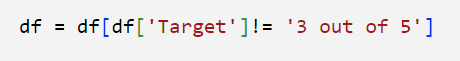 df = df[df['Target']!= '3 out of 5']